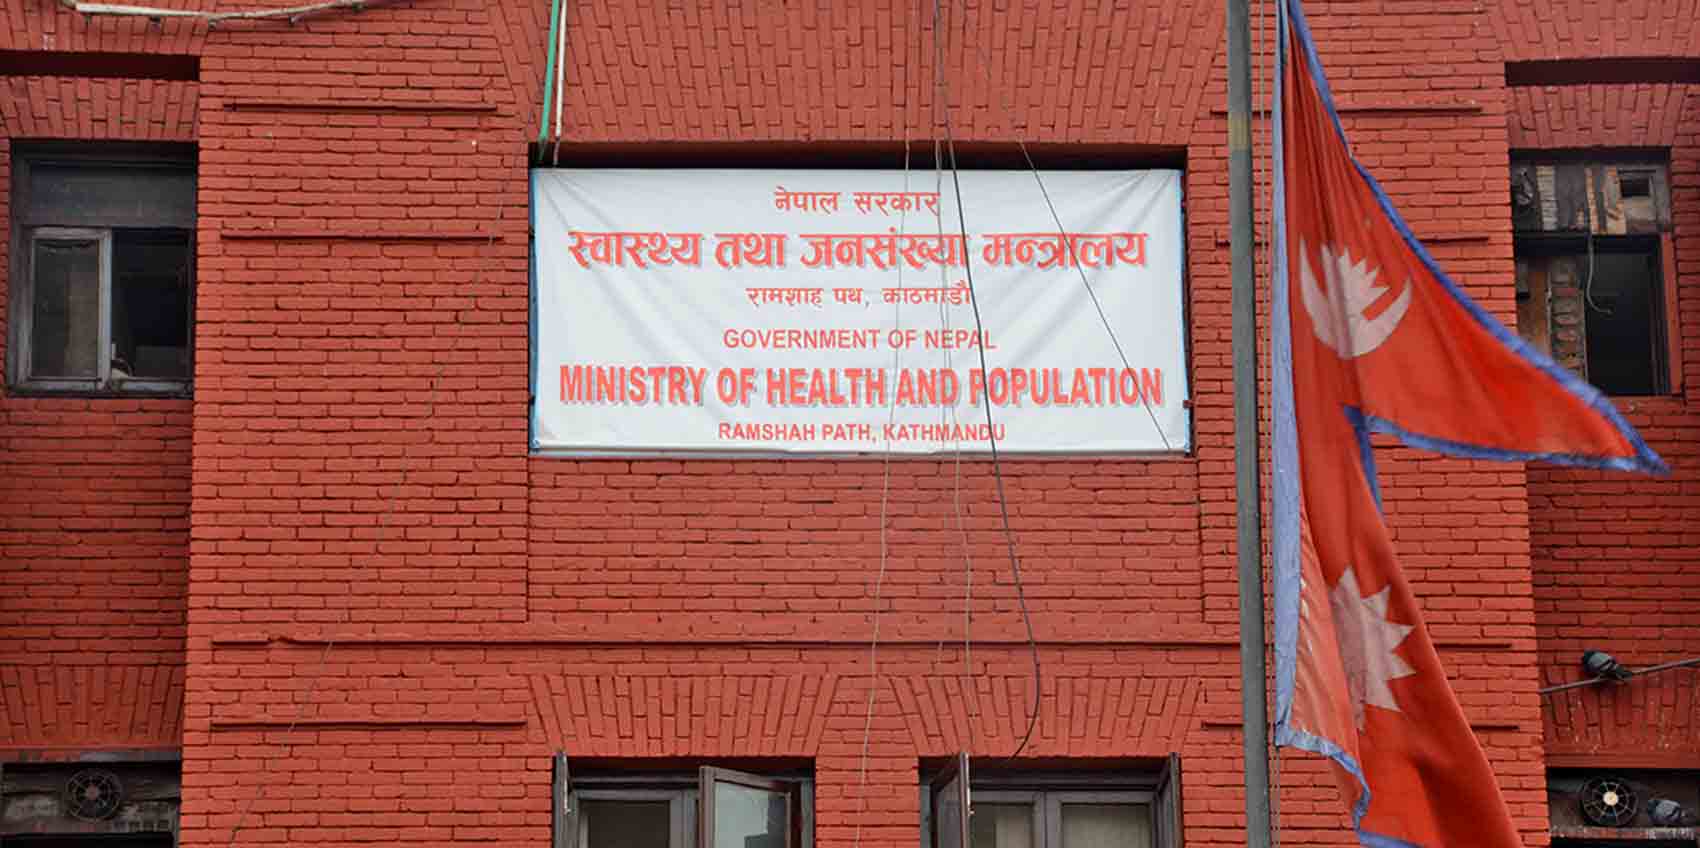 नेपाल सरकार
स्वास्थ्य तथा जनसंख्या मन्त्रालय
रामशाह पथ, काठमाडौं
GOVERNMENT OF NEPAL
MINISTRY OF HEALTH AND POPULATION
RAMSHAH PATH, KATHMANDU